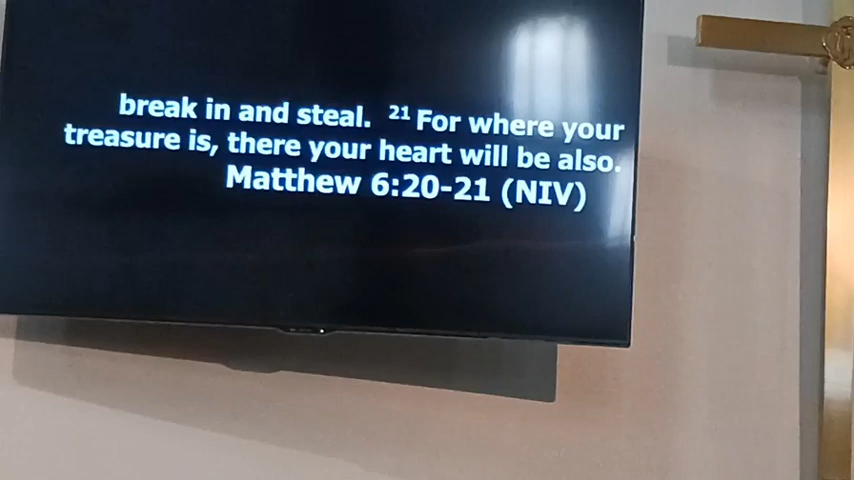 break in and steal. 21 For where your
treasure is, there your heart will be also.
Matthew 6:20-21 (NIV)